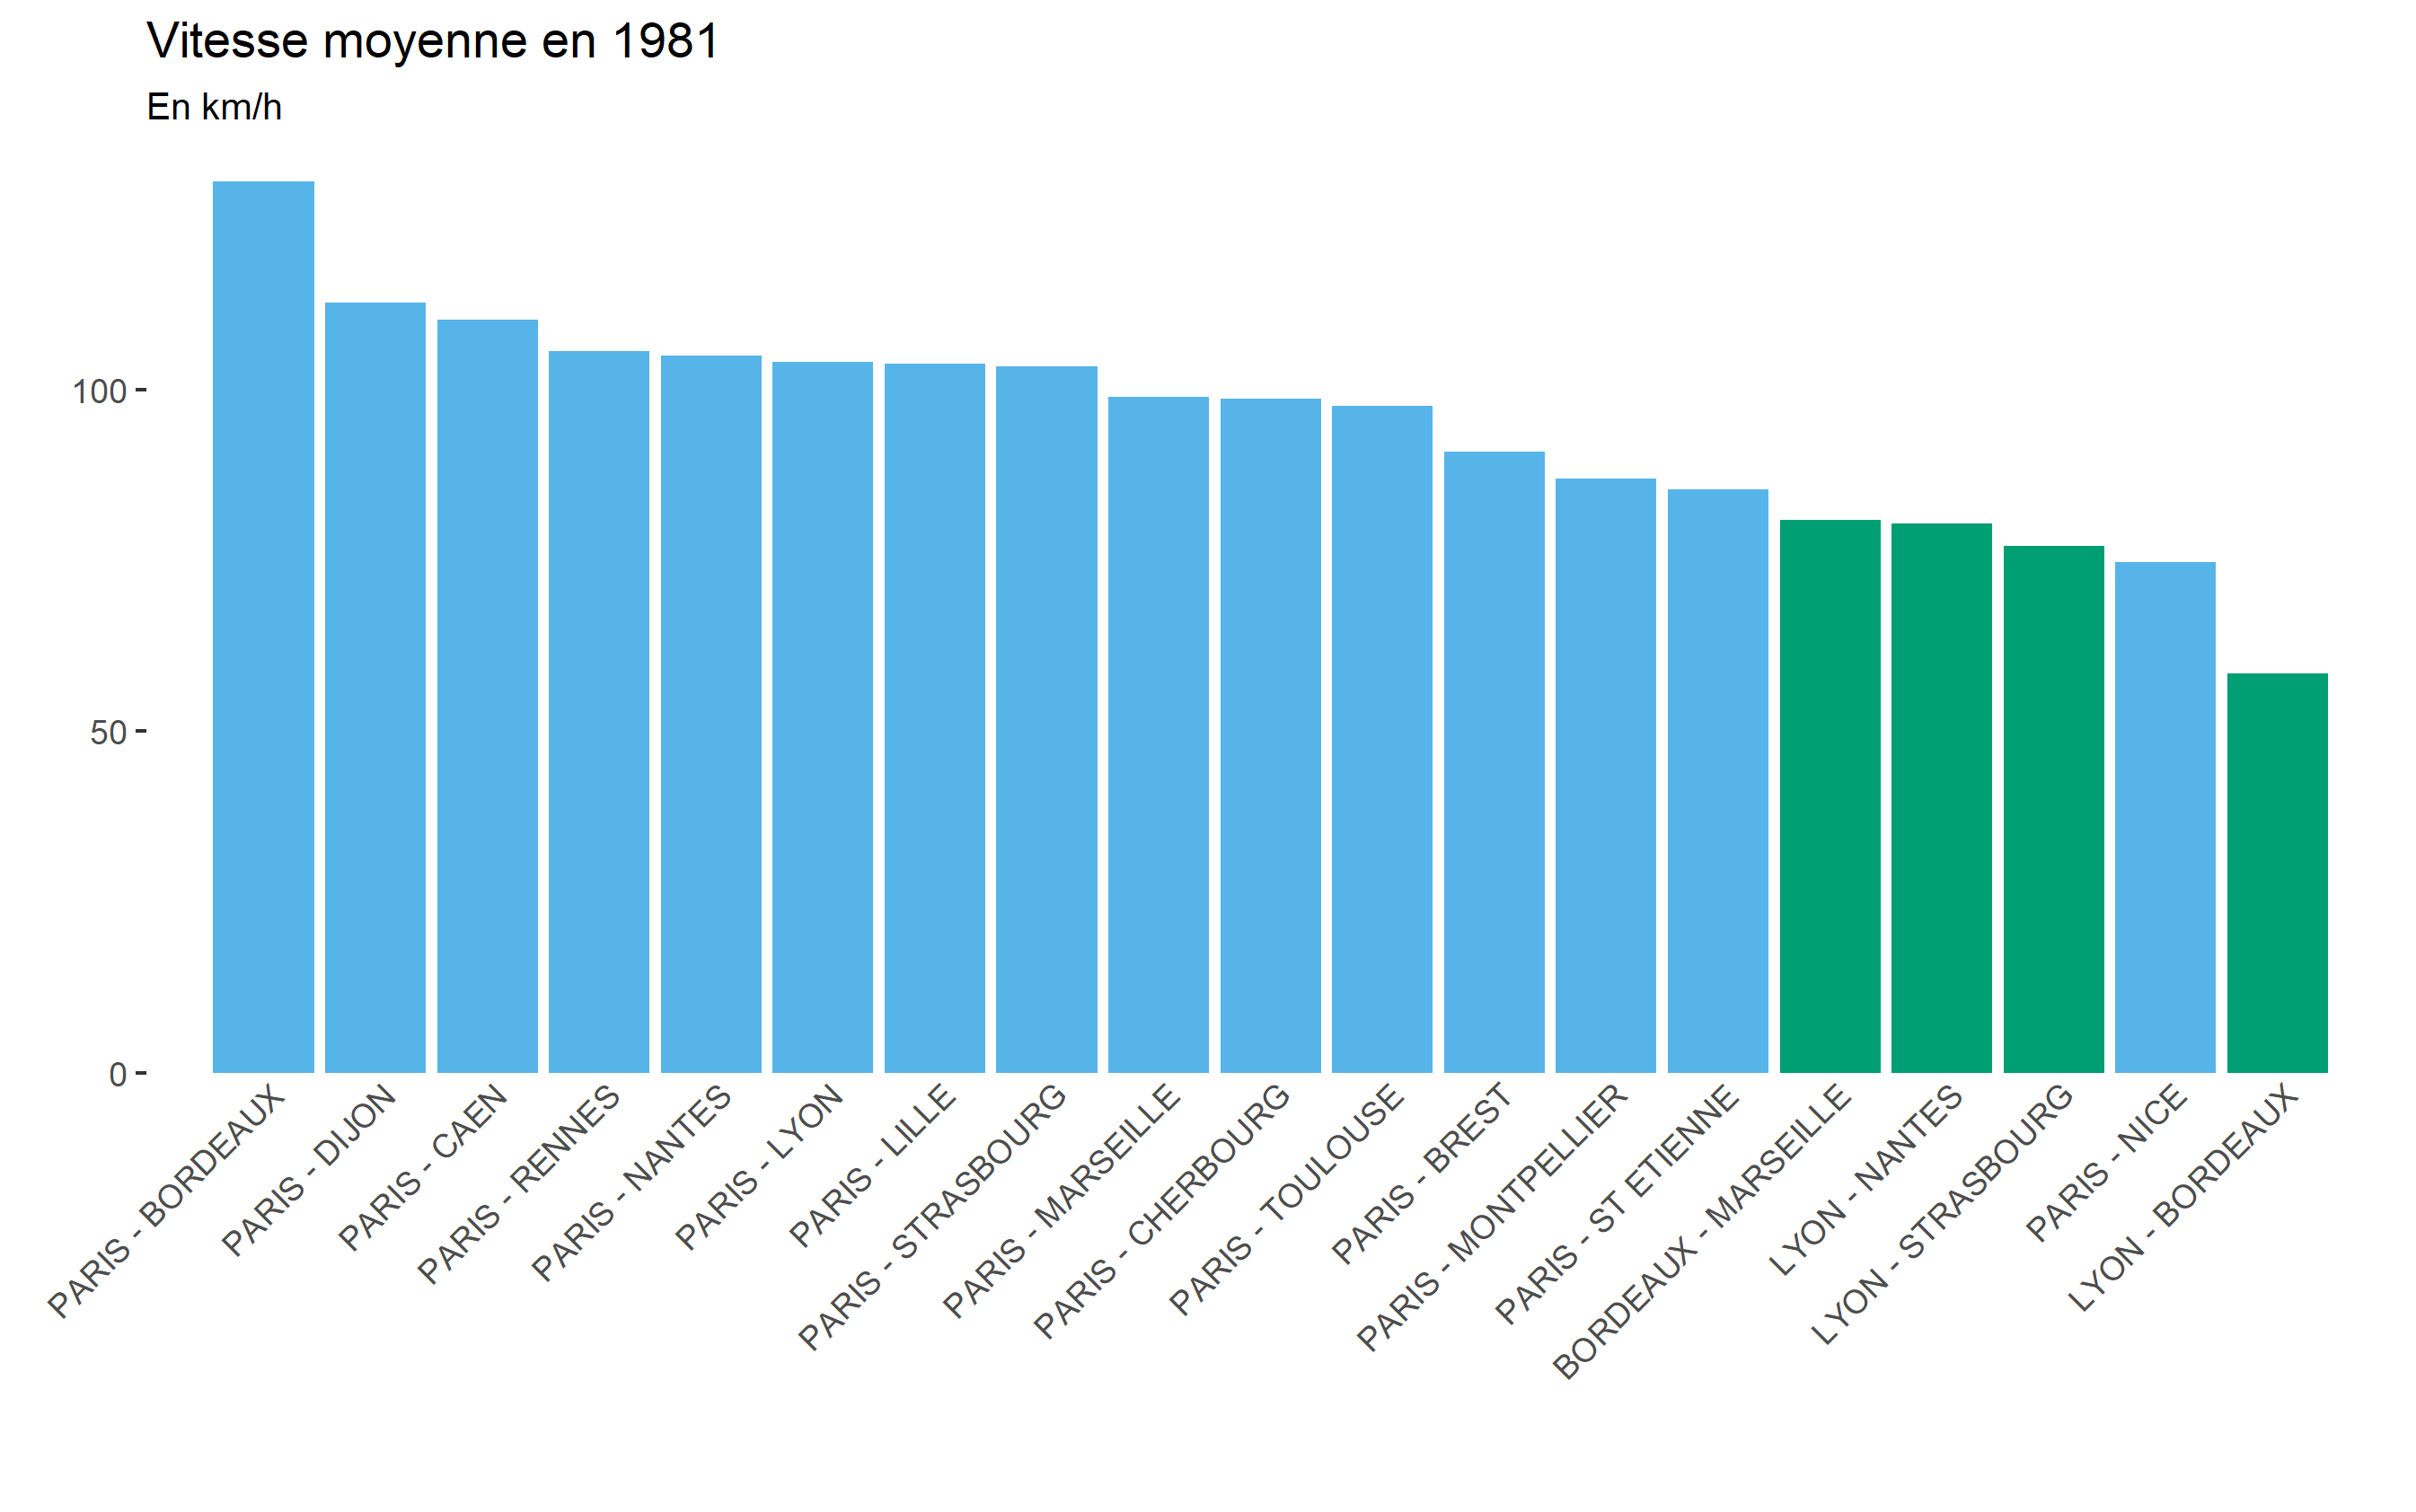 Vitesse moyenne en 1981
En km/h
100
50
0
PARIS - BORDEAUX
PARIS - DIJON
PARIS - CAEN
PARIS - RENNES
PARIS - NANTES
PARIS - LYON
PARIS - LILLE
PARIS - STRASBOURG
PARIS - MARSEILLE
PARIS - CHERBOURG
PARIS - TOULOUSE
PARIS - BREST
PARIS - MONTPELLIER
PARIS - ST ETIENNE
BORDEAUX - MARSEILLE
LYON - NANTES
LYON - STRASBOURG
PARIS - NICE
LYON - BORDEAUX